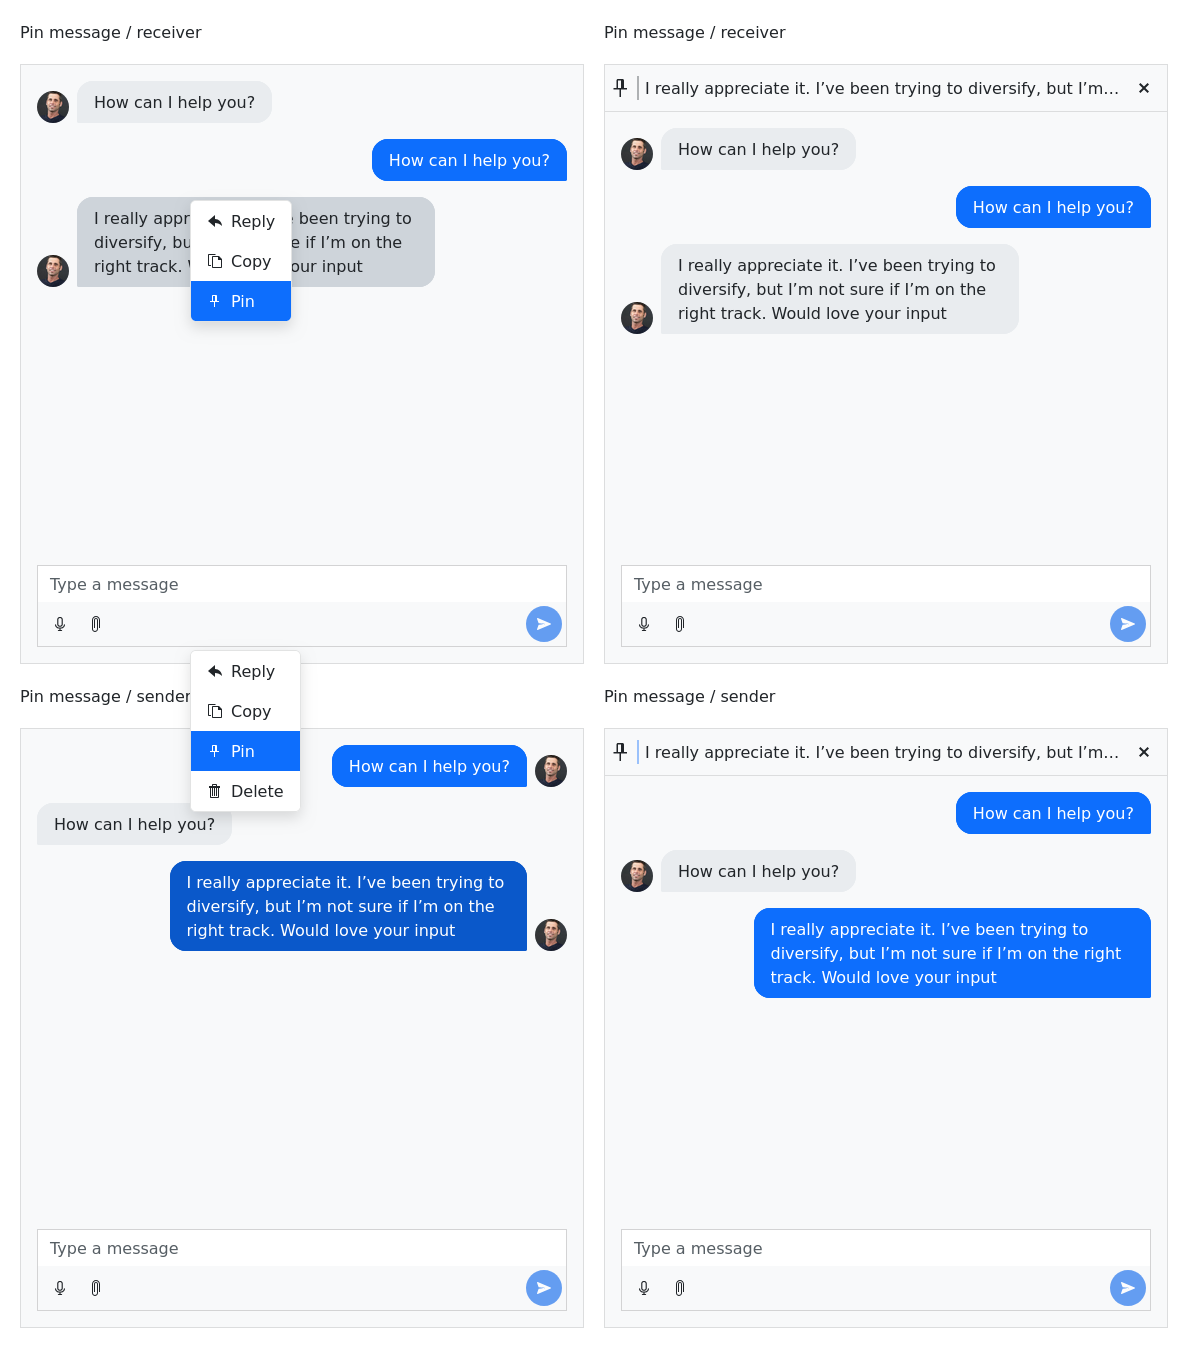 Pin message / receiver
How can I help you?
How can I help you?
I really appr e been trying to
diversify, bu e if I’m on the
right track. our input
Reply
Copy
Pin
Type a message
Pin message / receiver
I really appreciate it. I’ve been trying to diversify, but I’m...
How can I help you?
How can I help you?
I really appreciate it. I’ve been trying to
diversify, but I’m not sure if I’m on the
right track. Would love your input
Type a message
Pin message / sender
Reply
Copy
Pin
Delete
How can I help you?
How can I help you?
I really appreciate it. I’ve been trying to
diversify, but I’m not sure if I’m on the
right track. Would love your input
Type a message
Pin message / sender
I really appreciate it. I’ve been trying to diversify, but I’m...
How can I help you?
How can I help you?
I really appreciate it. I’ve been trying to
diversify, but I’m not sure if I’m on the right
track. Would love your input
Type a message